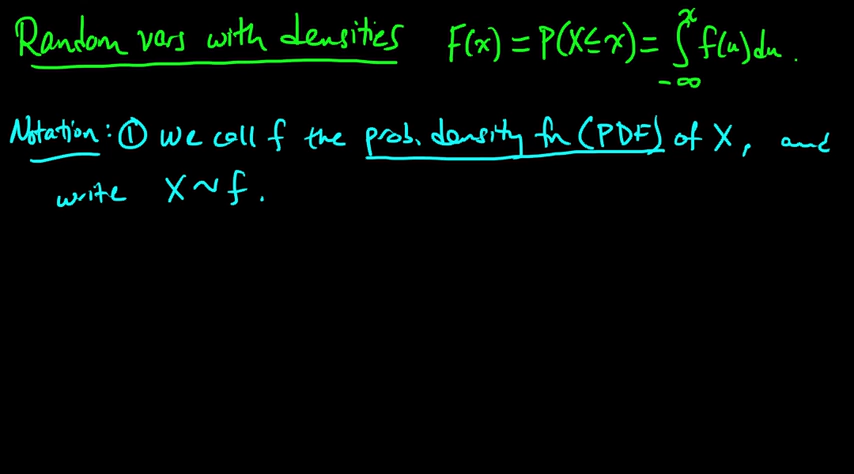 Random vars with densities F(x) = P(X≤x) = ∫_{-∞}^{x} f(u)du.
Notation: ① We call f the prob. density fn (PDF) of X, and
write X ~ f.